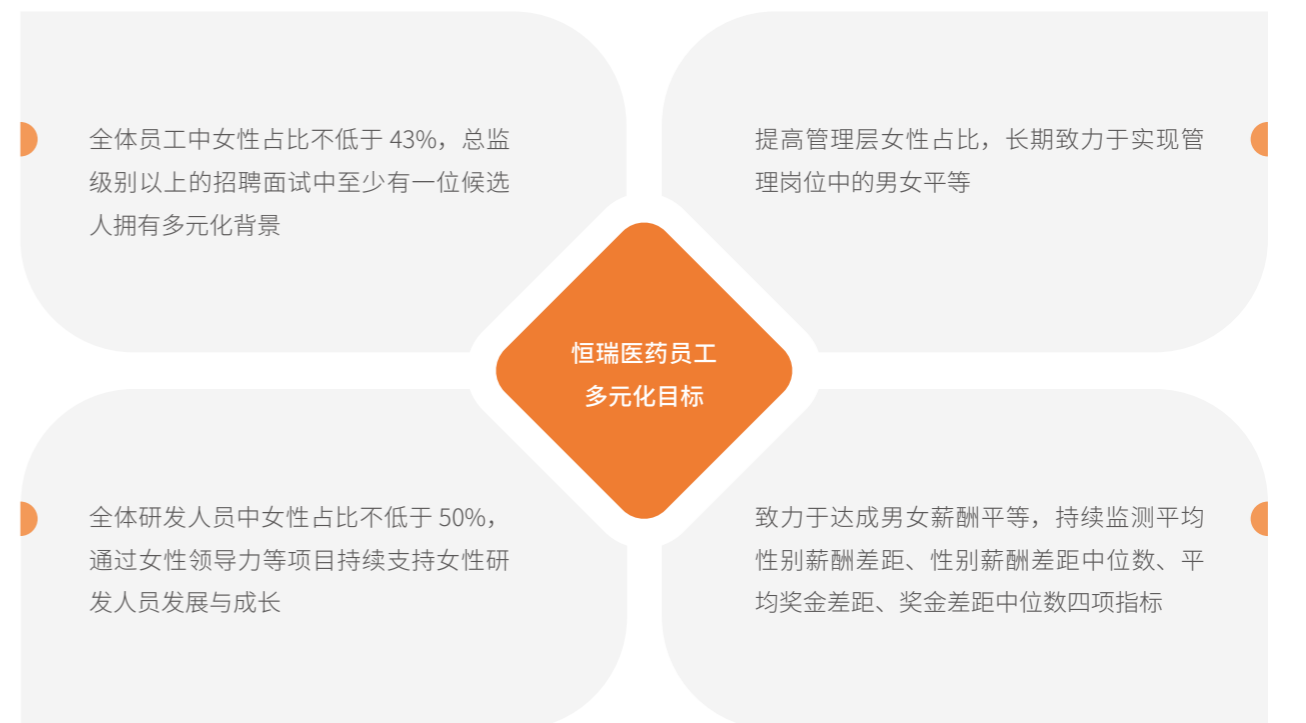 全体员工中女性占比不低于 43%，总监
级别以上的招聘面试中至少有一位候选
人拥有多元化背景
提高管理层女性占比，长期致力于实现管
理岗位中的男女平等
恒瑞医药员工
多元化目标
全体研发人员中女性占比不低于 50%，
通过女性领导力等项目持续支持女性研
发人员发展与成长
致力于达成男女薪酬平等，持续监测平均
性别薪酬差距、性别薪酬差距中位数、平
均奖金差距、奖金差距中位数四项指标